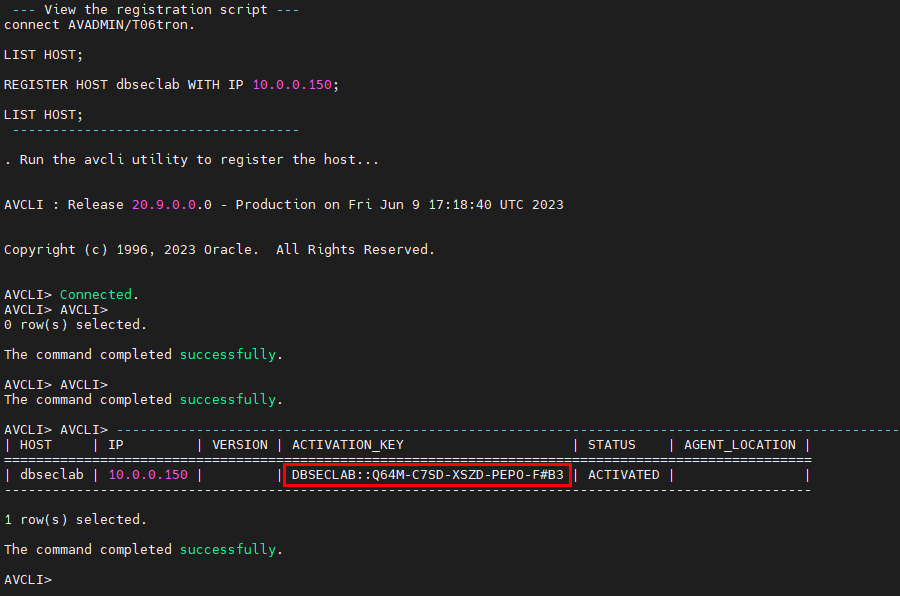 --- View the registration script ---
connect AVADMIN/T06tron.
LIST HOST;
REGISTER HOST dbseclab WITH IP 10.0.0.150;
LIST HOST;
-----------------------------------
. Run the avcli utility to register the host...
AVCLI : Release 20.9.0.0.0 - Production on Fri Jun 9 17:18:40 UTC 2023
Copyright (c) 1996, 2023 Oracle.  All Rights Reserved.
AVCLI> Connected.
AVCLI> AVCLI>
0 row(s) selected.
The command completed successfully.
AVCLI> AVCLI>
The command completed successfully.
AVCLI> AVCLI> --------------------------------------------------------------------------------------------------
| HOST     | IP         | VERSION | ACTIVATION_KEY                     | STATUS    | AGENT_LOCATION |
=====================================================================================================
| dbseclab | 10.0.0.150 |         | DBSECLAB::Q64M-C7SD-XSZD-PEPO-F#B3 | ACTIVATED |                |
-----------------------------------------------------------------------------------------------------
1 row(s) selected.
The command completed successfully.
AVCLI>